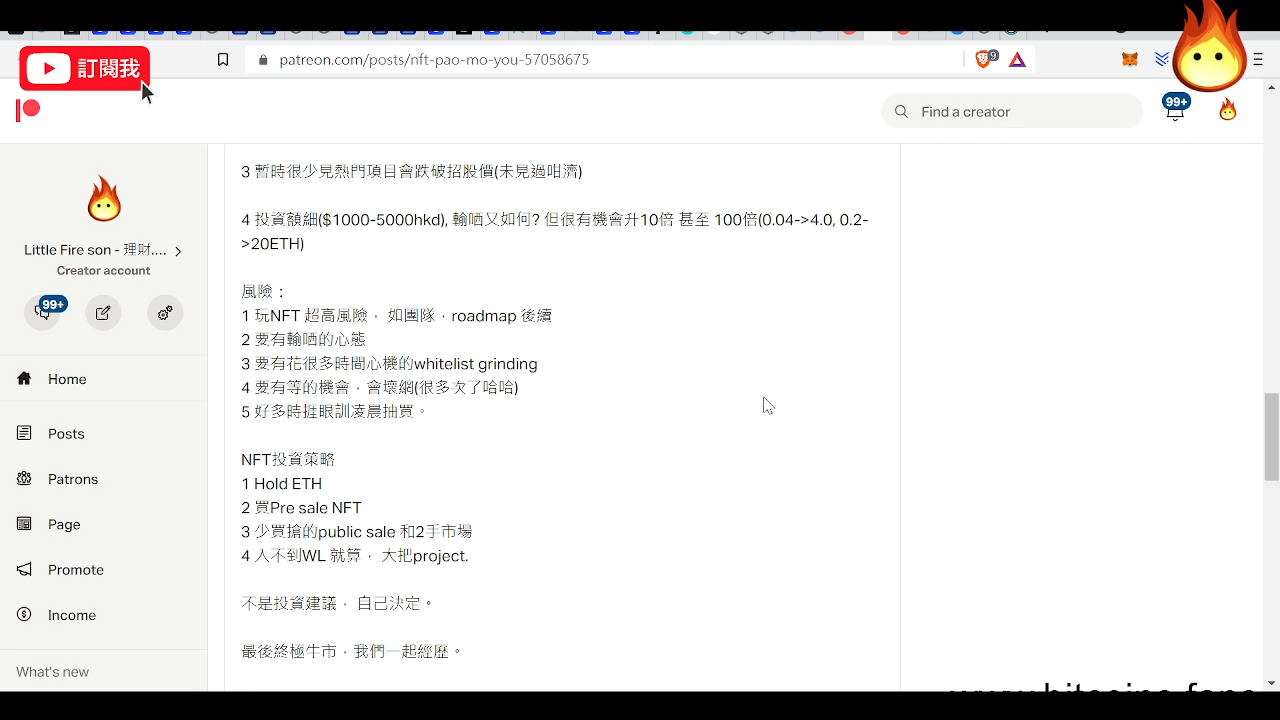 訂閱我
patreon.com/posts/nft-pao-mo-zou-57058675
9
Find a creator
99+
Little Fire son - 理財....
Creator account
99+
Home
Posts
Patrons
Page
Promote
Income
What's new
3 暫時很少見熱門項目會跌破招股價(未見過咁濟)
4 投資額細($1000-5000hkd), 輸哂又如何? 但很有機會升10倍 甚至 100倍(0.04->4.0, 0.2-
>20ETH)
風險：
1 玩NFT 超高風險， 如團隊，roadmap 後續
2 要有輸哂的心態
3 要有花很多時間心機的whitelist grinding
4 要有等的機會，會壞網(很多次了哈哈)
5 好多時捱眼訓凌晨抽買。
NFT投資策略
1 Hold ETH
2 買Pre sale NFT
3 少買搶的public sale 和2手市場
4 入不到WL 就算， 大把project.
不是投資建議， 自己決定。
最後終極牛市，我們一起經歷。